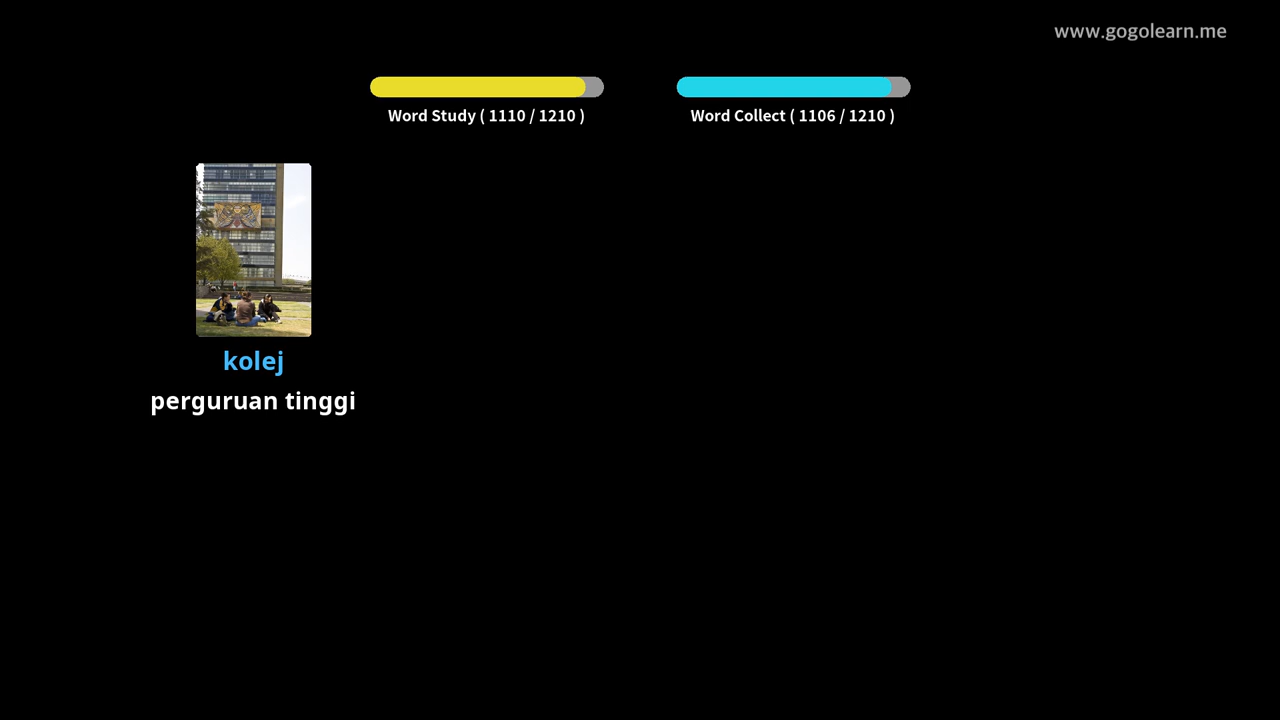 www.gogolearn.me
Word Study ( 1110 / 1210 )
Word Collect ( 1106 / 1210 )
kolej
perguruan tinggi